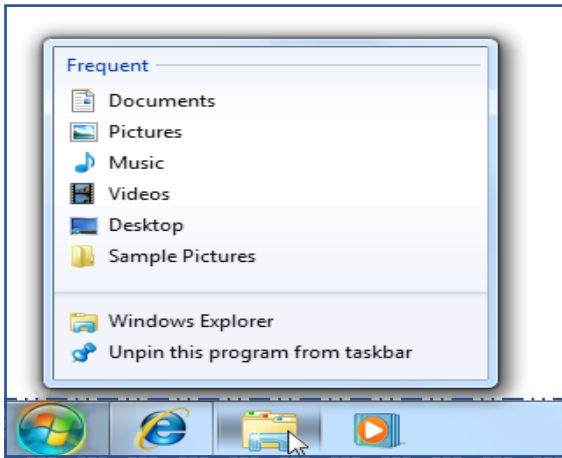 Frequent
Documents
Pictures
Music
Videos
Desktop
Sample Pictures
Windows Explorer
Unpin this program from taskbar